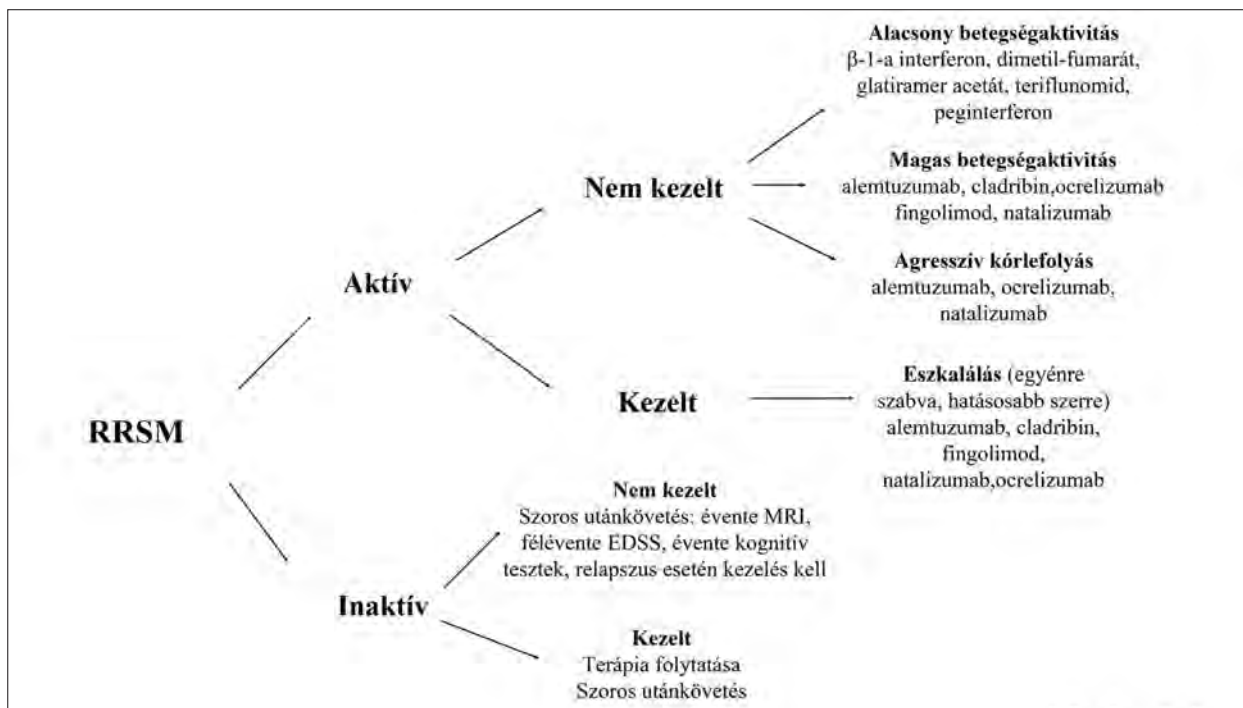 Alacsony betegségaktivitás
β-1-a interferon, dimetil-fumarát,
glatiramer acetát, teriflunomid,
peginterferon
Magas betegségaktivitás
alemtuzumab, cladribin,ocrelizumab
fingolimod, natalizumab
Nem kezelt
Agresszív kórlefolyás
alemtuzumab, ocrelizumab,
natalizumab
Aktív
Eszkalálás (egyénre
szabva, hatásosabb szerre)
alemtuzumab, cladribin,
fingolimod,
natalizumab,ocrelizumab
Kezelt
RRSM
Nem kezelt
Szoros utánkövetés: évente MRI,
félévente EDSS, évente kognitív
tesztek, relapszus esetén kezelés kell
Inaktív
Kezelt
Terápia folytatása
Szoros utánkövetés